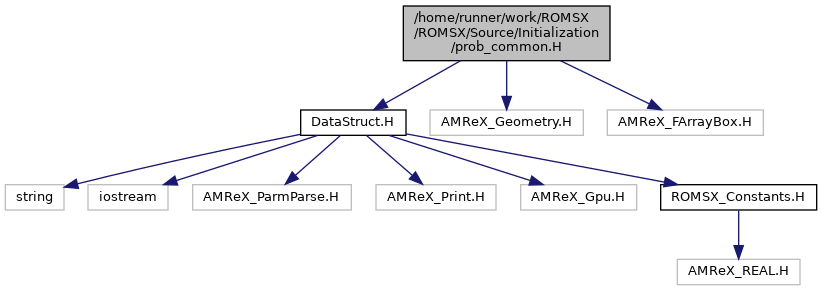 /home/runner/work/ROMSX
/ROMSX/Source/Initialization
/prob_common.H
DataStruct.H
AMReX_Geometry.H
AMReX_FArrayBox.H
string
iostream
AMReX_ParmParse.H
AMReX_Print.H
AMReX_Gpu.H
ROMSX_Constants.H
AMReX_REAL.H